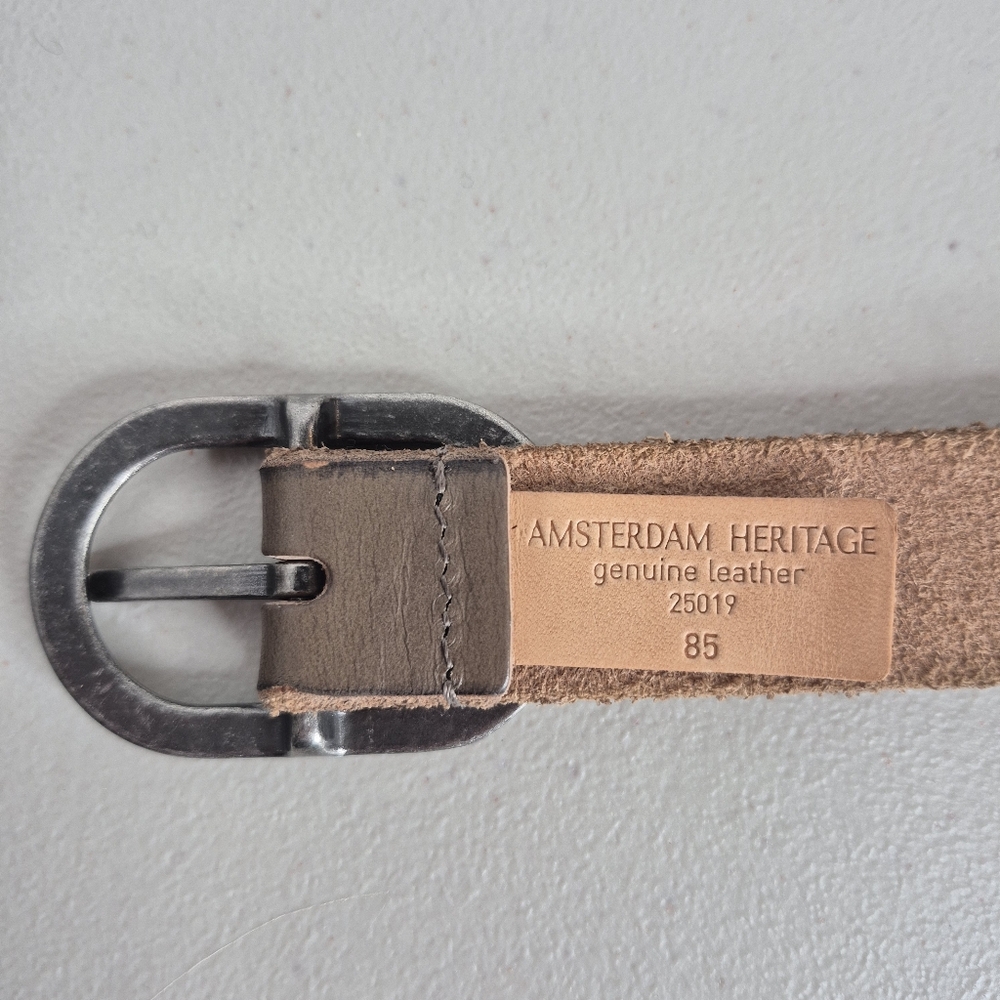 AMSTERDAM HERITAGE
genuine leather
25019
85